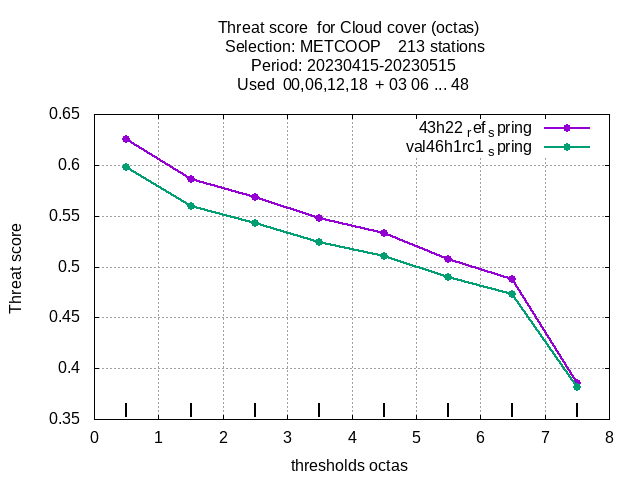 Threat score  for Cloud cover (octas)
Selection: METCOOP    213 stations
Period: 20230415-20230515
Used  00,06,12,18  + 03 06 ... 48
43h22 ref spring
val46h1rc1 spring
Threat score
0.65
0.6
0.55
0.5
0.45
0.4
0.35
0 1 2 3 4 5 6 7 8
thresholds octas